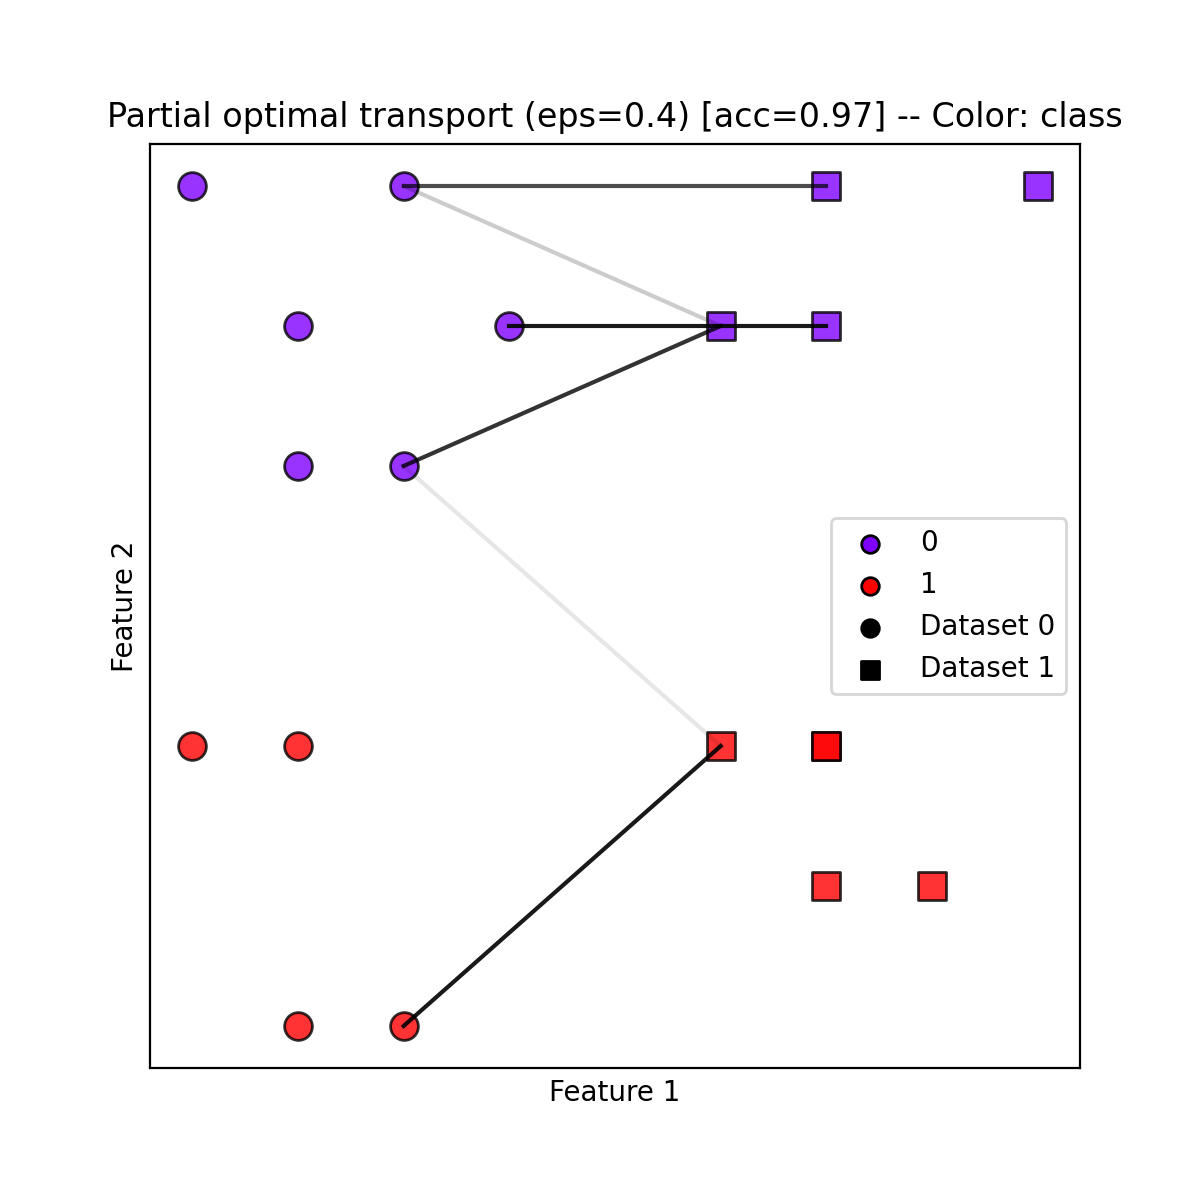 Partial optimal transport (eps=0.4) [acc=0.97] -- Color: class
Feature 2
0
1
Dataset 0
Dataset 1
Feature 1